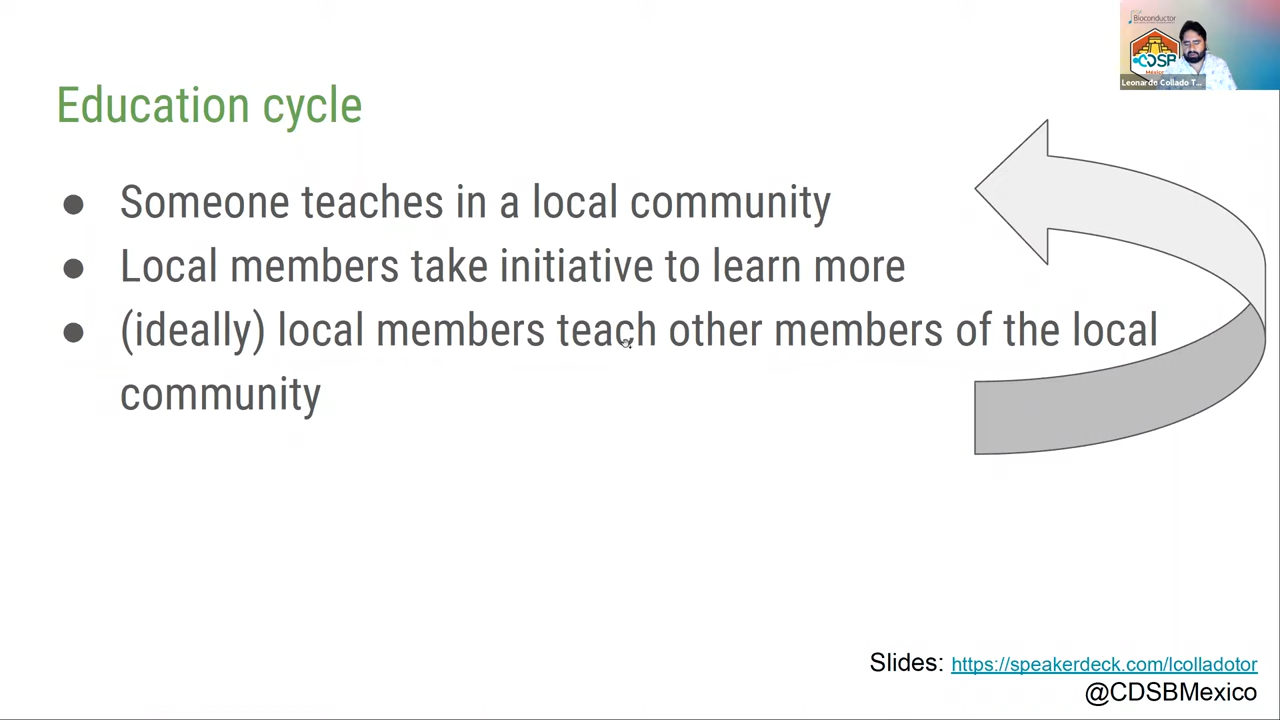 Bioconductor
CDSB
México
Leonardo Collado T...
Education cycle
● Someone teaches in a local community
● Local members take initiative to learn more
● (ideally) local members teach other members of the local
community
Slides: https://speakerdeck.com/lcolladotor
@CDSBMexico